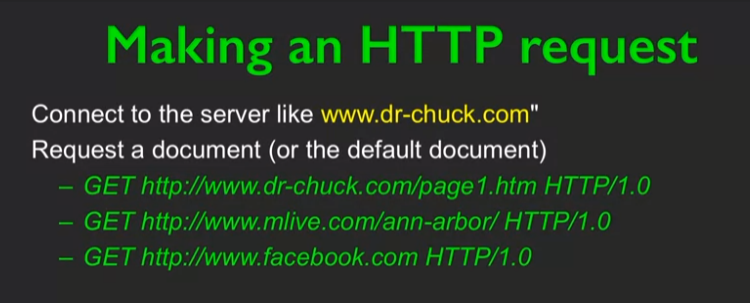 Making an HTTP request
Connect to the server like www.dr-chuck.com"
Request a document (or the default document)
– GET http://www.dr-chuck.com/page1.htm HTTP/1.0
– GET http://www.mlive.com/ann-arbor/ HTTP/1.0
– GET http://www.facebook.com HTTP/1.0